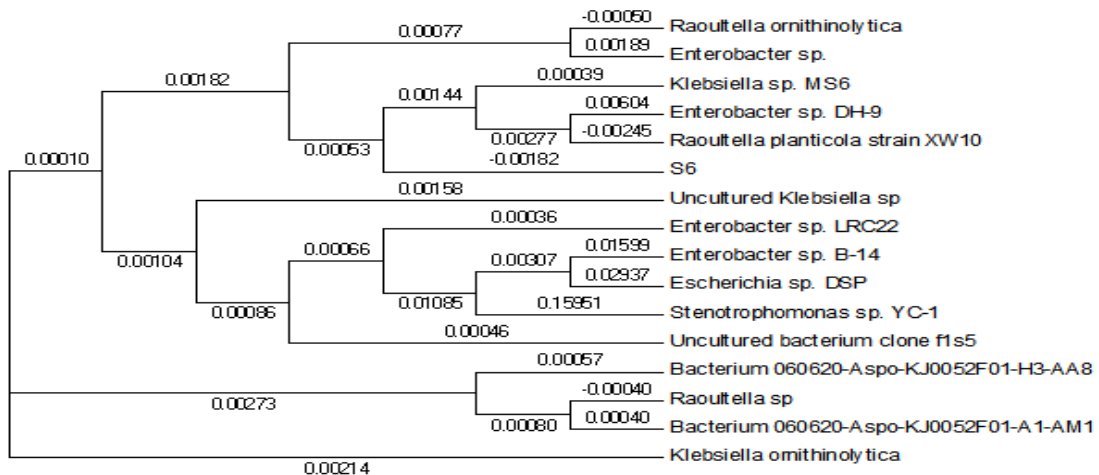 -0.00050
Raoultella ornithinolytica
0.00077
0.00189
Enterobacter sp.
0.00182
0.00039
Klebsiella sp. MS6
0.00144
0.00604
Enterobacter sp. DH-9
0.00277
-0.00245
Raoultella planticola strain XW10
0.00053
-0.00182
S6
0.00010
0.00158
Uncultured Klebsiella sp
0.00036
Enterobacter sp. LRC22
0.00066
0.01599
Enterobacter sp. B-14
0.00307
0.00104
0.02937
Escherichia sp. DSP
0.01085
0.15951
Stenotrophomonas sp. YC-1
0.00086
0.00046
Uncultured bacterium clone f1s5
0.00057
Bacterium 060620-Aspo-KJ0052F01-H3-AA8
-0.00040
Raoultella sp
0.00273
0.00080
0.00040
Bacterium 060620-Aspo-KJ0052F01-A1-AM1
Klebsiella ornithinolytica
0.00214